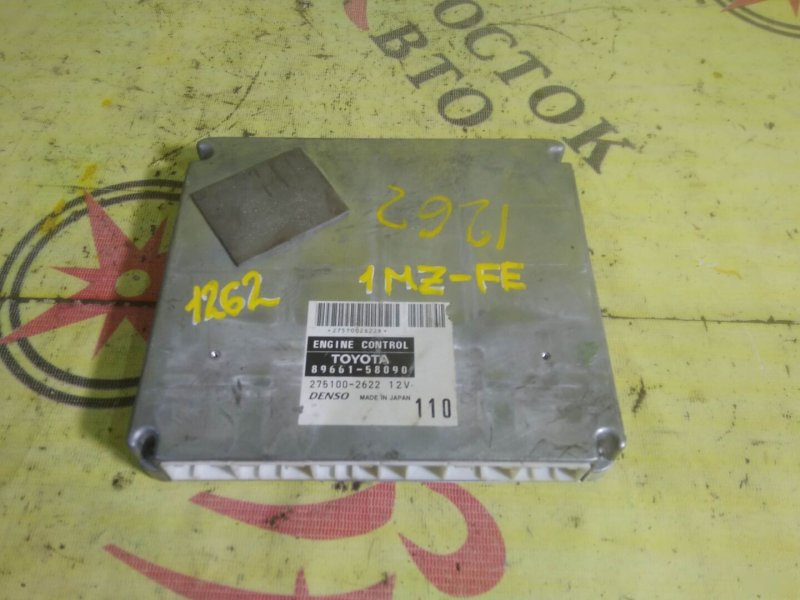 ОСТОК
ВТО
1262
1262
1MZ-FE
*2751002622*
ENGINE CONTROL
TOYOTA
89661-58090
275100-2622 12V
DENSO MADE IN JAPAN 110